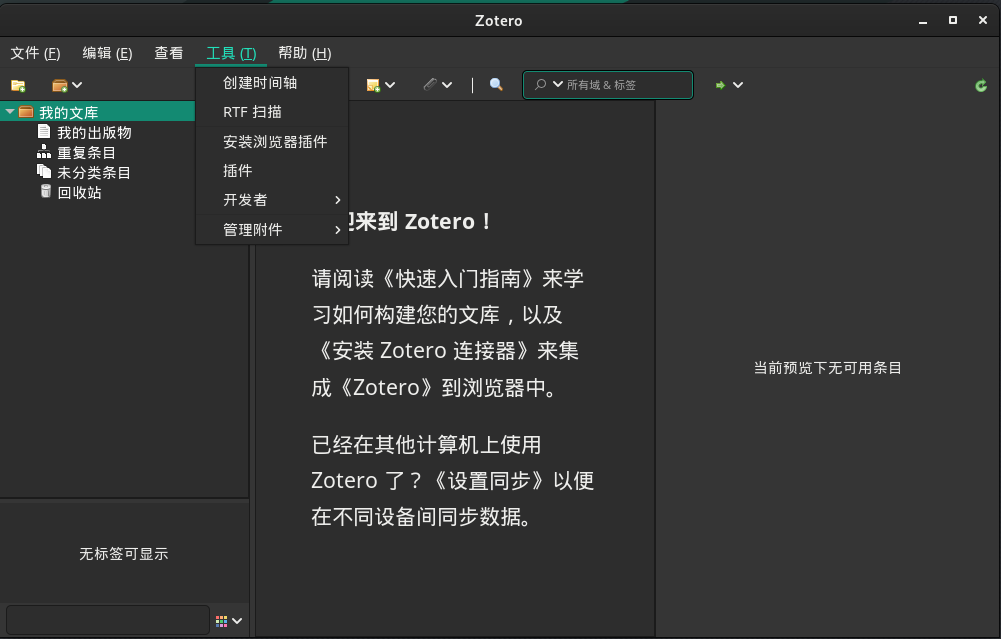 Zotero
文件 (F) 编辑 (E) 查看 工具 (T) 帮助 (H)
创建时间轴
RTF 扫描
安装浏览器插件
插件
开发者
管理附件
所有域 & 标签
我的文库
我的出版物
重复条目
未分类条目
回收站
来到 Zotero！
请阅读《快速入门指南》来学
习如何构建您的文库，以及
《安装 Zotero 连接器》来集
成《Zotero》到浏览器中。
已经在其他计算机上使用
Zotero 了？《设置同步》以便
在不同设备间同步数据。
当前预览下无可用条目
无标签可显示